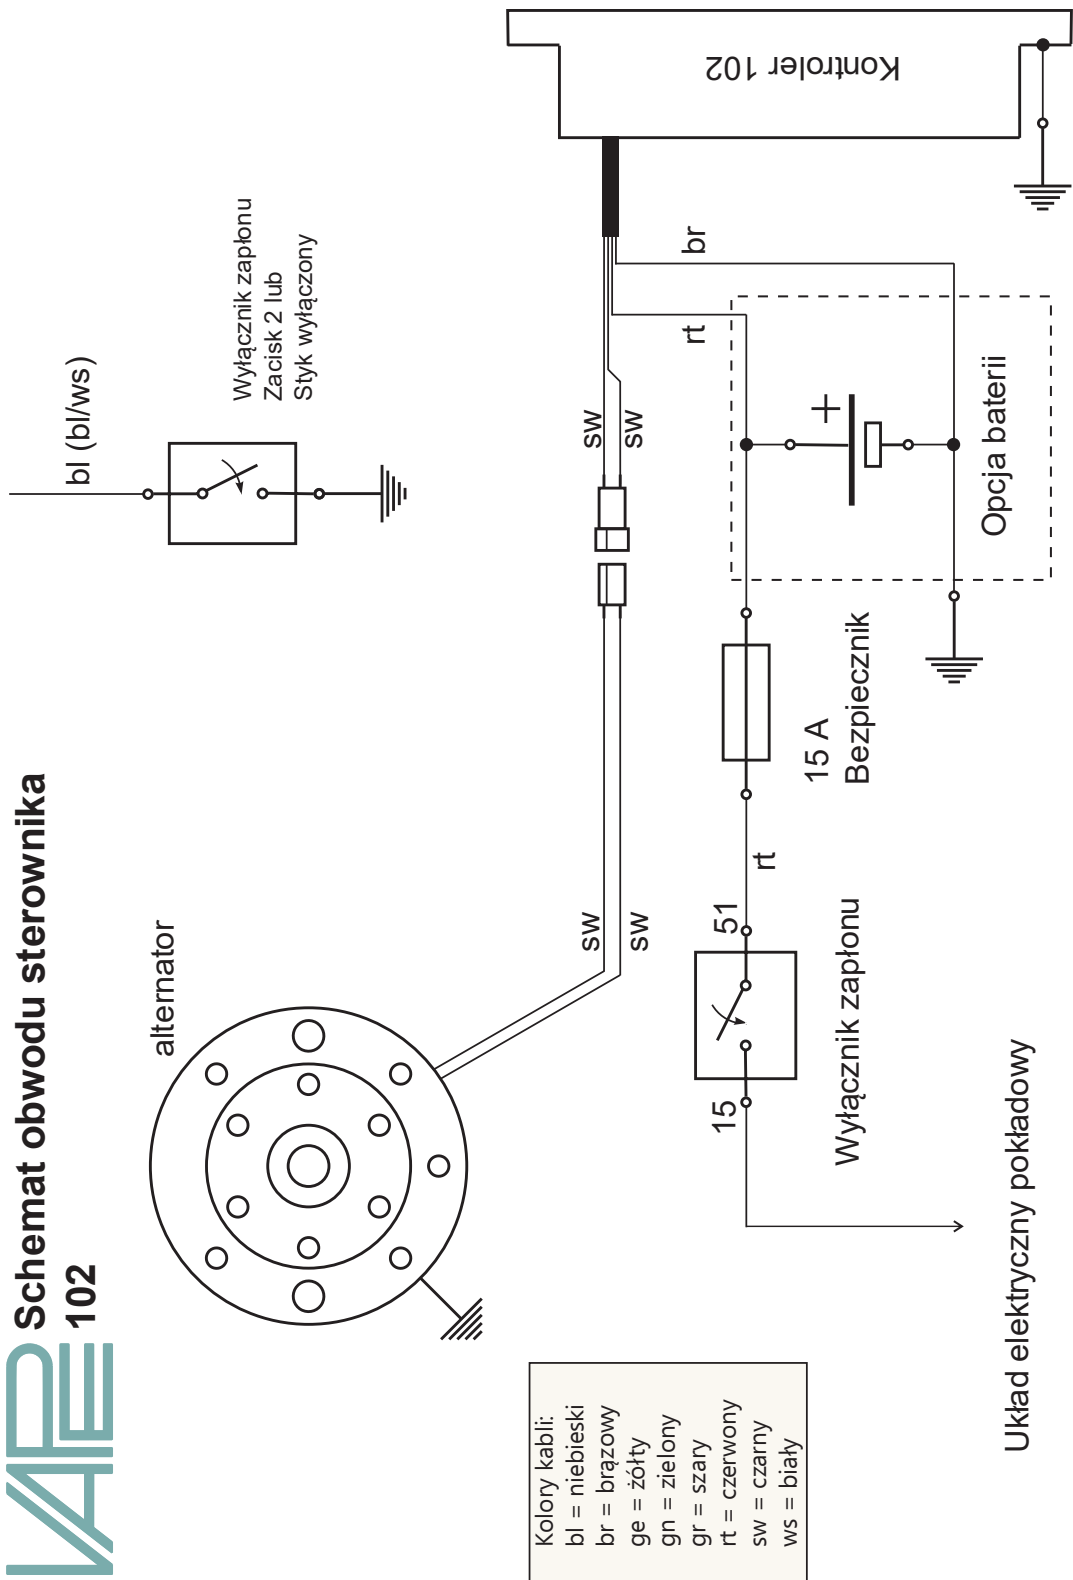 VAPE
Schemat obwodu sterownika
102
alternator
bl (bl/ws)
Wyłącznik zapłonu
Zacisk 2 lub
Styk wyłączony
Kontroler 102
sw
sw
sw
sw
br
rt
Opcja baterii
+
15 A
Bezpiecznik
rt
51
15
Wyłącznik zapłonu
Układ elektryczny pokładowy
Kolory kabli:
bl = niebieski
br = brązowy
ge = żółty
gn = zielony
gr = szary
rt = czerwony
sw = czarny
ws = biały